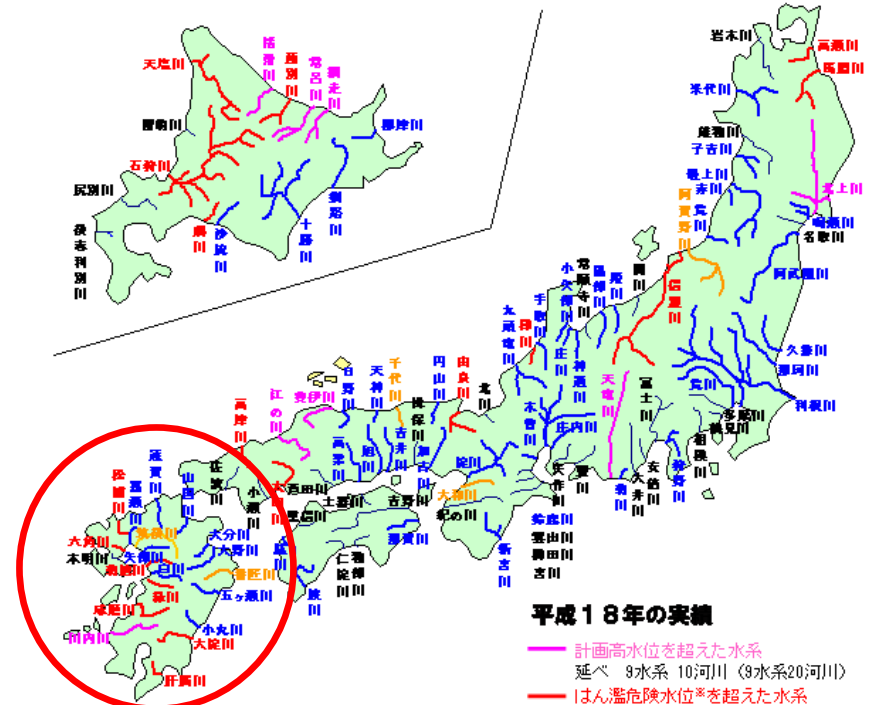 天塩川
湧別川
常呂川
網走川
留萌川
石狩川
尻別川
後志利別川
鵡川
沙流川
十勝川
釧路川
岩木川
高瀬川
馬淵川
米代川
雄物川
子吉川
最上川
赤川
荒川
阿賀野川
北上川
鳴瀬川
名取川
阿武隈川
久慈川
那珂川
利根川
荒川
多摩川
鶴見川
相模川
富士川
天竜川
信濃川
関川
姫川
常願寺川
小矢部川
神通川
庄川
手取川
九頭竜川
北川
由良川
円山川
揖保川
加古川
千代川
天神川
日野川
斐伊川
江の川
高津川
吉井川
旭川
高梁川
芦田川
佐波川
小瀬川
木曽川
庄内川
矢作川
豊川
菊川
大井川
安倍川
狩野川
淀川
大和川
紀の川
新宮川
鈴鹿川
雲出川
櫛田川
宮川
土器川
吉野川
那賀川
物部川
仁淀川
重信川
松浦川
嘉瀬川
山国川
筑後川
矢部川
六角川
本明川
菊池川
白川
緑川
球磨川
川内川
肝属川
大淀川
小丸川
五ヶ瀬川
番匠川
大野川
大分川
平成18年の実績
計画高水位を超えた水系
延べ 9水系 10河川 (9水系20河川)
はん濫危険水位※を超えた水系